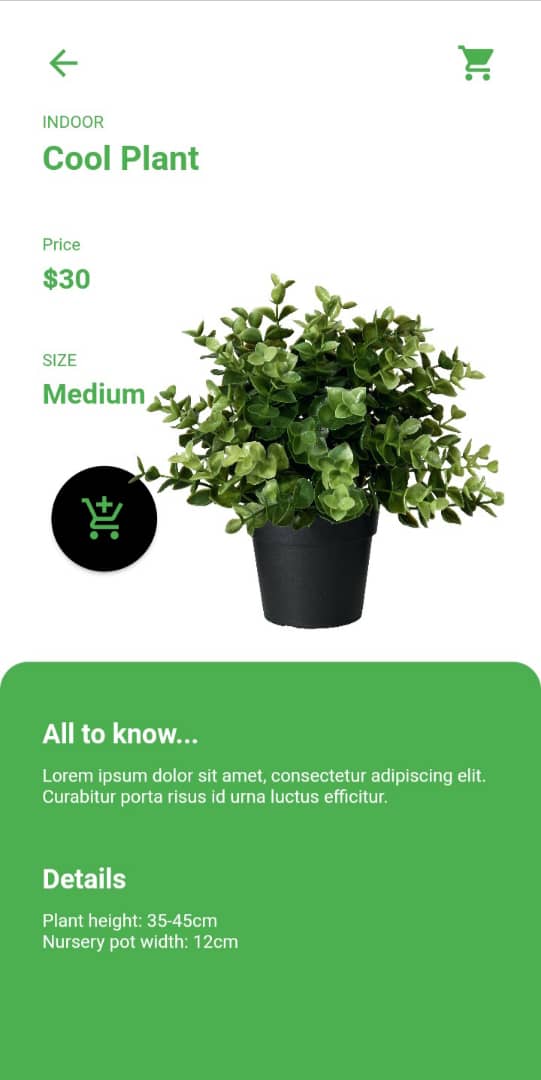 INDOOR
Cool Plant
Price
$30
SIZE
Medium
All to know...
Lorem ipsum dolor sit amet, consectetur adipiscing elit.
Curabitur porta risus id urna luctus efficitur.
Details
Plant height: 35-45cm
Nursery pot width: 12cm